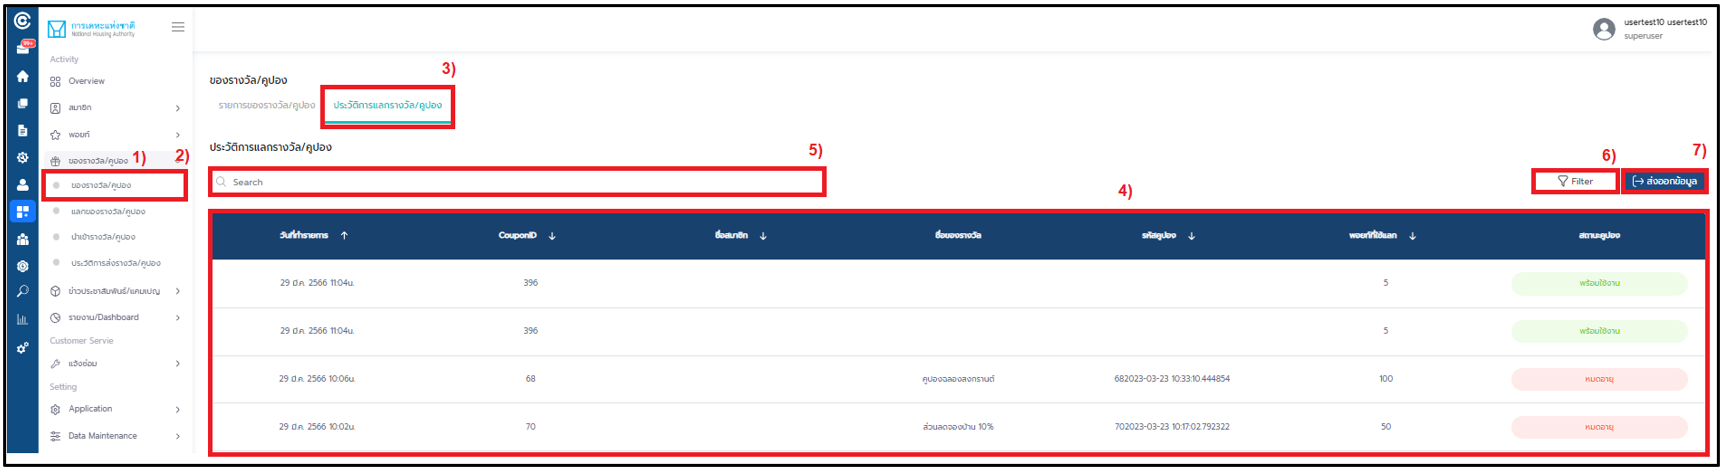 การเคหะแห่งชาติ
National Housing Authority
99+
usertest10 usertest10
superuser
Activity
Overview
สมาชิก
พอยท์
ของรางวัล/คูปอง
1)
2)
ของรางวัล/คูปอง
แลกของรางวัล/คูปอง
นำเข้ารางวัล/คูปอง
ประวัติการส่งรางวัล/คูปอง
ข่าวประชาสัมพันธ์/แคมเปญ
รายงาน/Dashboard
Customer Servie
แจ้งซ่อม
Setting
Application
Data Maintenance
ของรางวัล/คูปอง
3)
รายการของรางวัล/คูปอง ประวัติการแลกรางวัล/คูปอง
ประวัติการแลกรางวัล/คูปอง
5)
6)
7)
Search
4)
Filter
ส่งออกข้อมูล
วันที่ทำรายการ CouponID ชื่อสมาชิก ชื่อของรางวัล รหัสคูปอง พอยท์ที่ใช้แลก สถานะคูปอง
29 มี.ค. 2566 11:04น. 396 5 พร้อมใช้งาน
29 มี.ค. 2566 11:04น. 396 5 พร้อมใช้งาน
29 มี.ค. 2566 10:06น. 68 คูปองฉลองสงกรานต์ 682023-03-23 10:33:10.444854 100 หมดอายุ
29 มี.ค. 2566 10:02น. 70 ส่วนลดจองบ้าน 10% 702023-03-23 10:17:02.792322 50 หมดอายุ